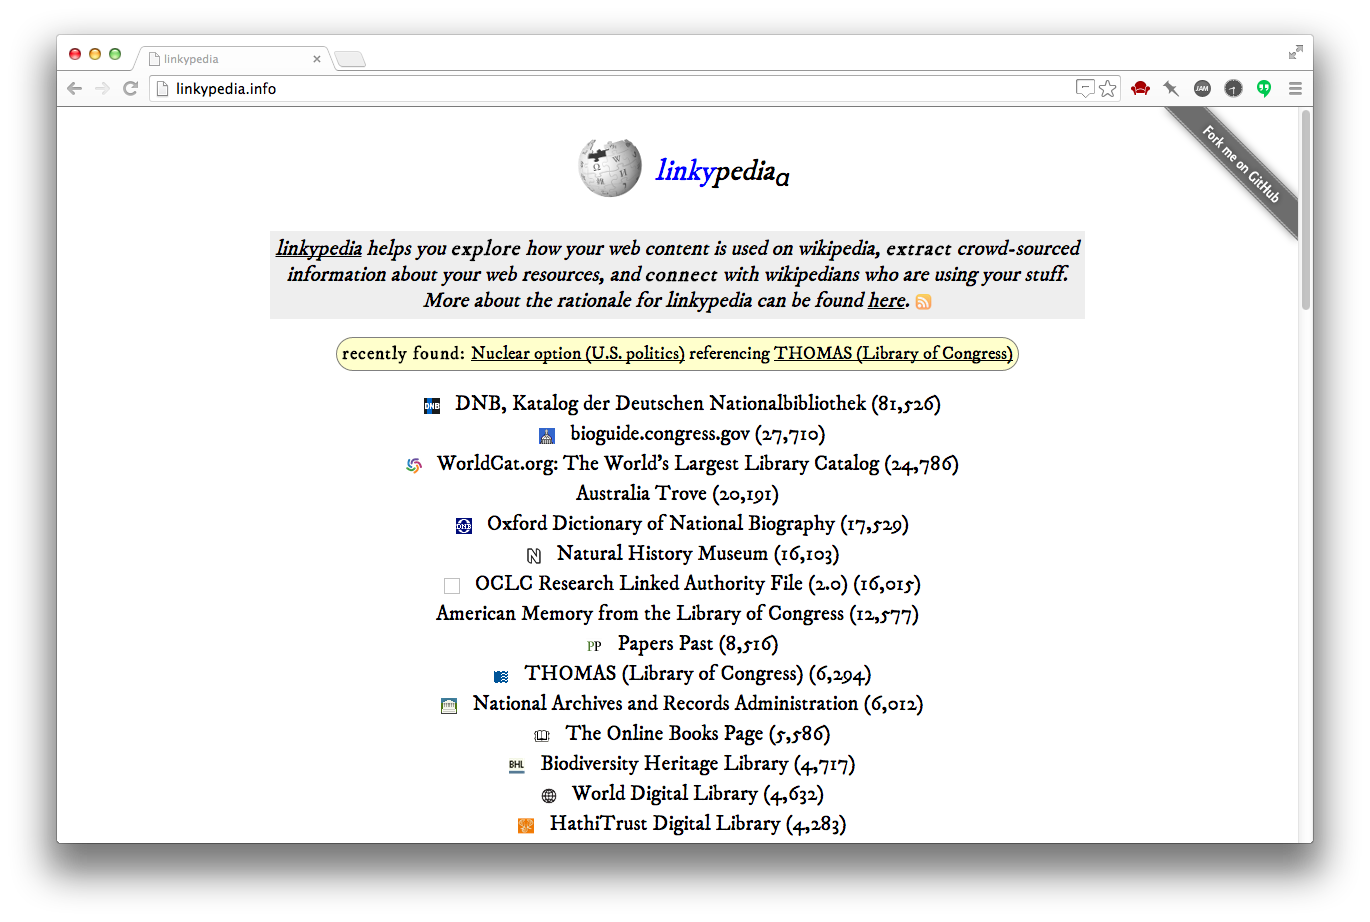 linkypedia
linkypedia.info
JAM
Fork me on GitHub
linkypediaα
linkypedia helps you explore how your web content is used on wikipedia, extract crowd-sourced
information about your web resources, and connect with wikipedians who are using your stuff.
More about the rationale for linkypedia can be found here.
recently found: Nuclear option (U.S. politics) referencing THOMAS (Library of Congress)
DNB DNB, Katalog der Deutschen Nationalbibliothek (81,526)
bioguide.congress.gov (27,710)
WorldCat.org: The World's Largest Library Catalog (24,786)
Australia Trove (20,191)
DNB Oxford Dictionary of National Biography (17,529)
N Natural History Museum (16,103)
OCLC Research Linked Authority File (2.0) (16,015)
American Memory from the Library of Congress (12,577)
PP Papers Past (8,516)
THOMAS (Library of Congress) (6,294)
National Archives and Records Administration (6,012)
The Online Books Page (5,586)
BHL Biodiversity Heritage Library (4,717)
World Digital Library (4,632)
HathiTrust Digital Library (4,283)